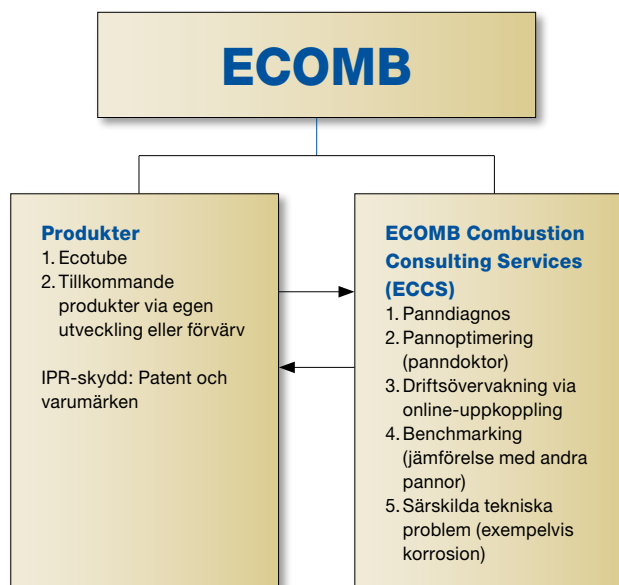 ECOMB
Produkter
1. Ecotube
2. Tillkommande
produkter via egen
utveckling eller förvärv
IPR-skydd: Patent och
varumärken
ECOMB Combustion
Consulting Services
(ECCS)
1. Panndiagnos
2. Pannoptimering
(panndoktor)
3. Driftsövervakning via
online-uppkoppling
4. Benchmarking
(jämförelse med andra
pannor)
5. Särskilda tekniska
problem (exempelvis
korrosion)